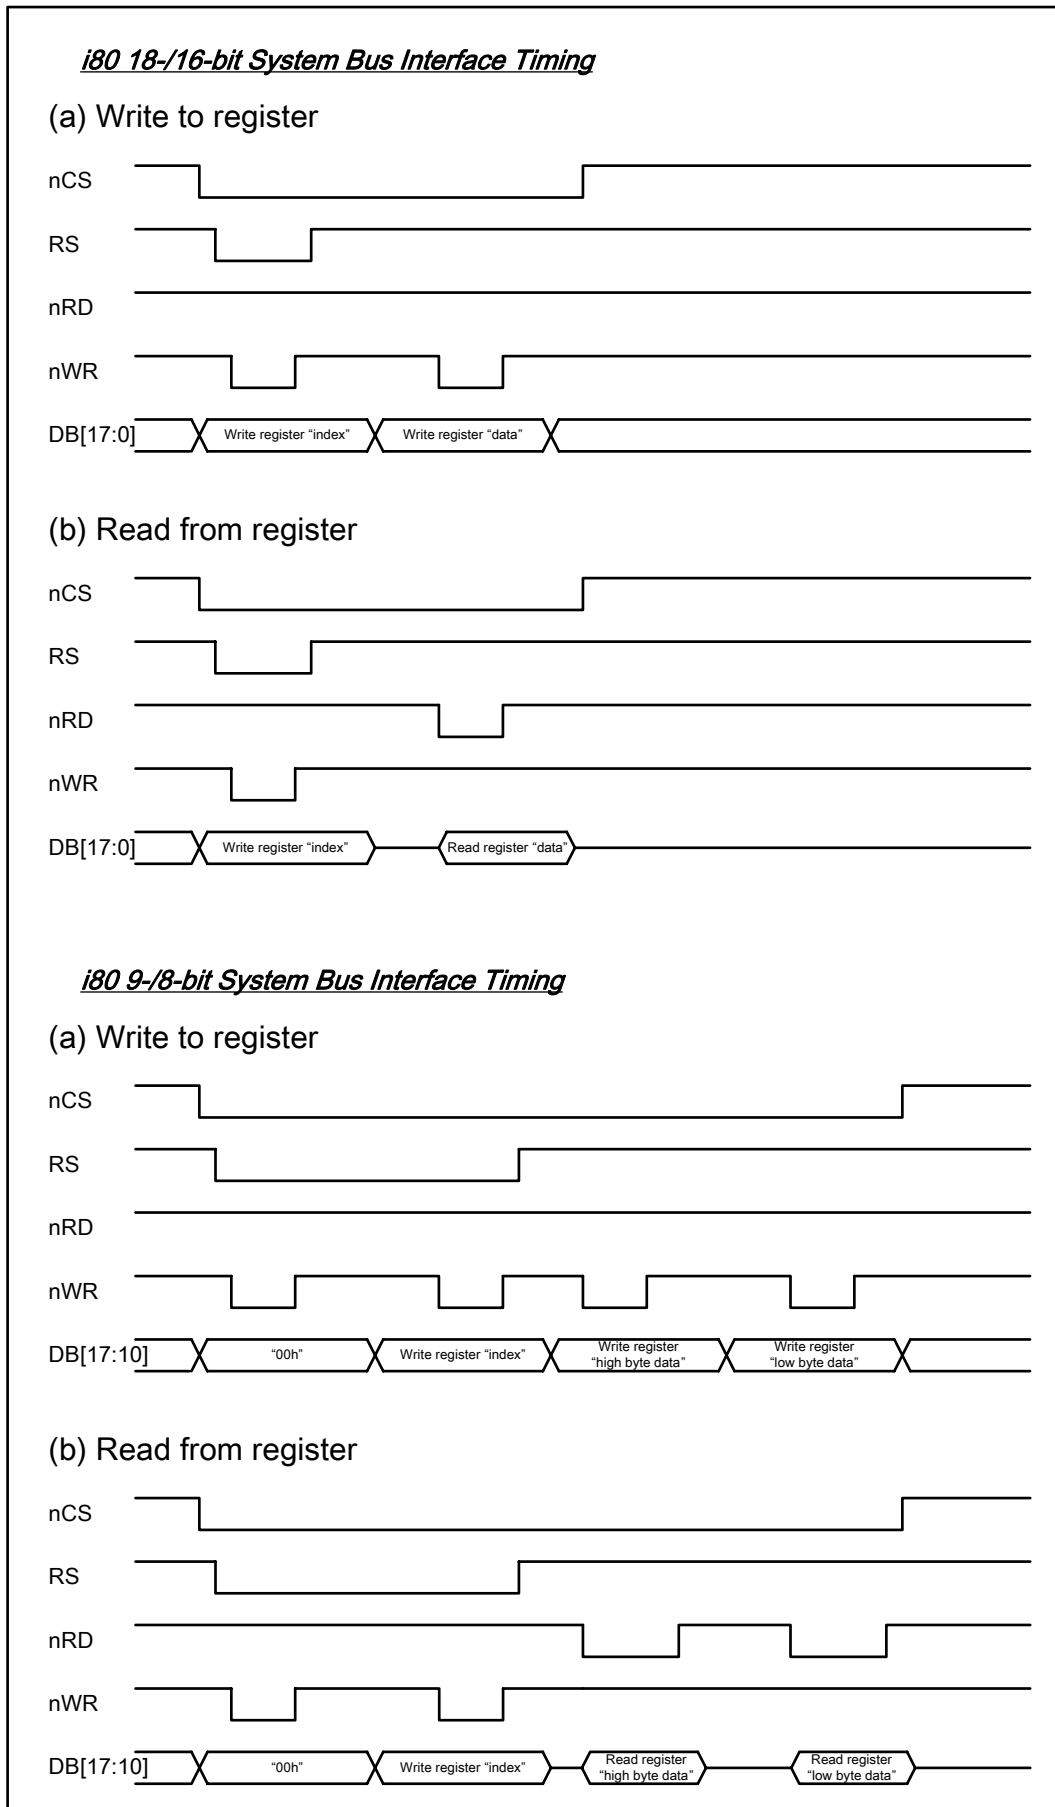 i80 18-/16-bit System Bus Interface Timing
(a) Write to register
nCS
RS
nRD
nWR
DB[17:0]
Write register “index”
Write register “data”
(b) Read from register
nCS
RS
nRD
nWR
DB[17:0]
Write register “index”
Read register “data”
i80 9-/8-bit System Bus Interface Timing
(a) Write to register
nCS
RS
nRD
nWR
DB[17:10]
“00h”
Write register “index”
Write register
“high byte data”
Write register
“low byte data”
(b) Read from register
nCS
RS
nRD
nWR
DB[17:10]
“00h”
Write register “index”
Read register
“high byte data”
Read register
“low byte data”